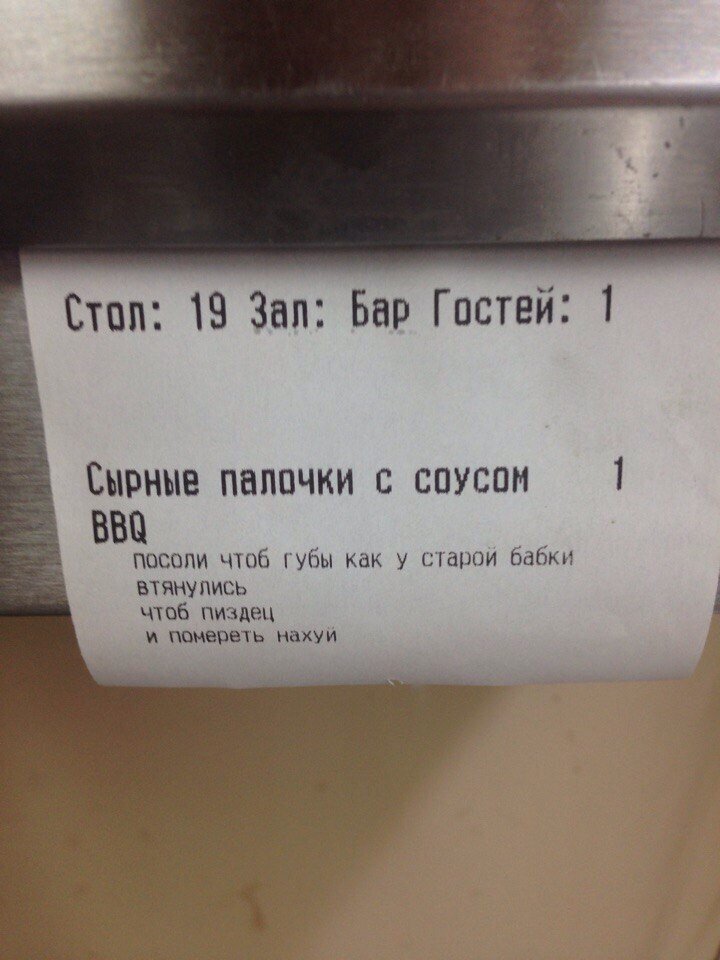 Стол: 19 Зал: Бар Гостей: 1
Сырные палочки с соусом 1
BBQ
посоли чтоб губы как у старой бабки
втянулись
чтоб пиздец
и помереть нахуй